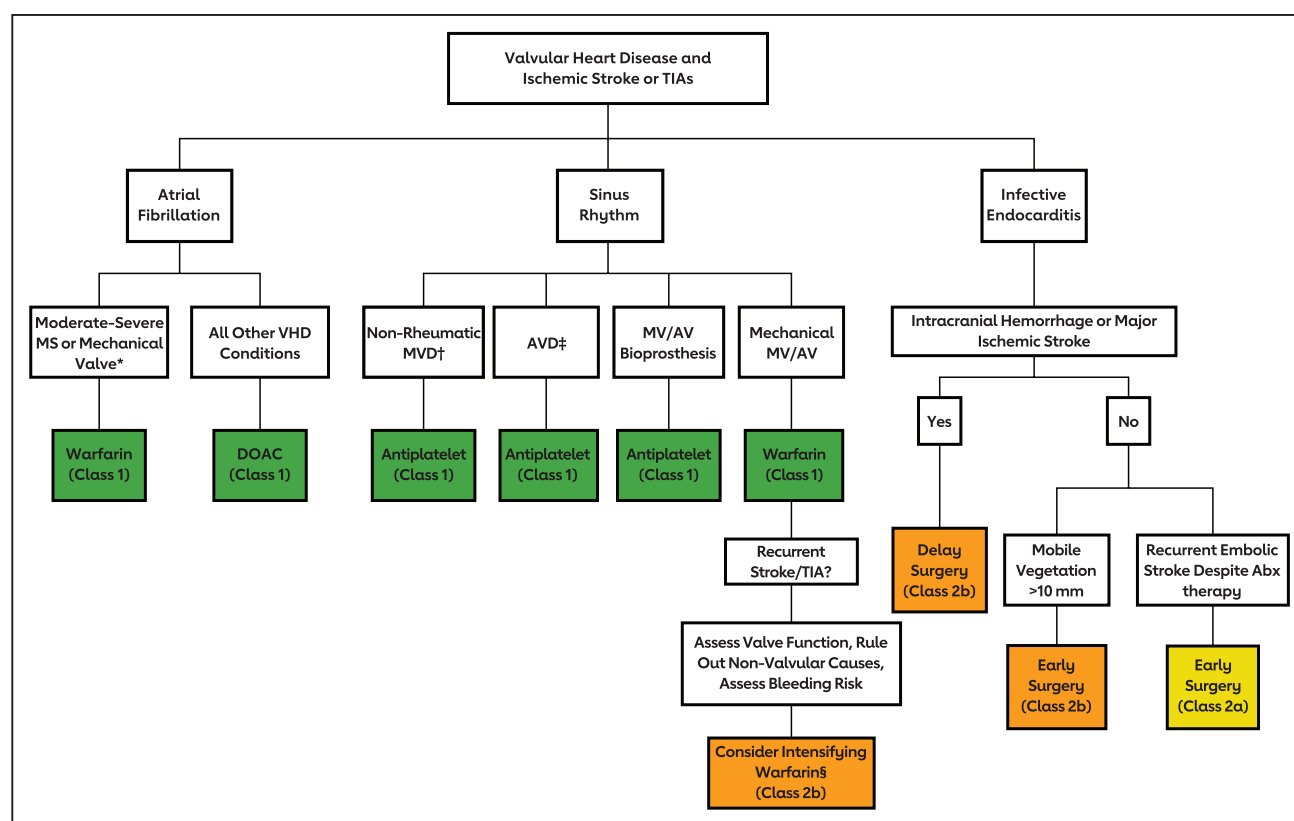 Valvular Heart Disease and
Ischemic Stroke or TIAs
Atrial
Fibrillation
Sinus
Rhythm
Infective
Endocarditis
Moderate-Severe
MS or Mechanical
Valve*
All Other VHD
Conditions
Non-Rheumatic
MVD†
AVD‡
MV/AV
Bioprosthesis
Mechanical
MV/AV
Intracranial Hemorrhage or Major
Ischemic Stroke
Yes
No
Warfarin
(Class 1)
DOAC
(Class 1)
Antiplatelet
(Class 1)
Antiplatelet
(Class 1)
Antiplatelet
(Class 1)
Warfarin
(Class 1)
Recurrent
Stroke/TIA?
Delay
Surgery
(Class 2b)
Mobile
Vegetation
>10 mm
Recurrent Embolic
Stroke Despite Abx
therapy
Assess Valve Function, Rule
Out Non-Valvular Causes,
Assess Bleeding Risk
Early
Surgery
(Class 2b)
Early
Surgery
(Class 2a)
Consider Intensifying
Warfarin§
(Class 2b)